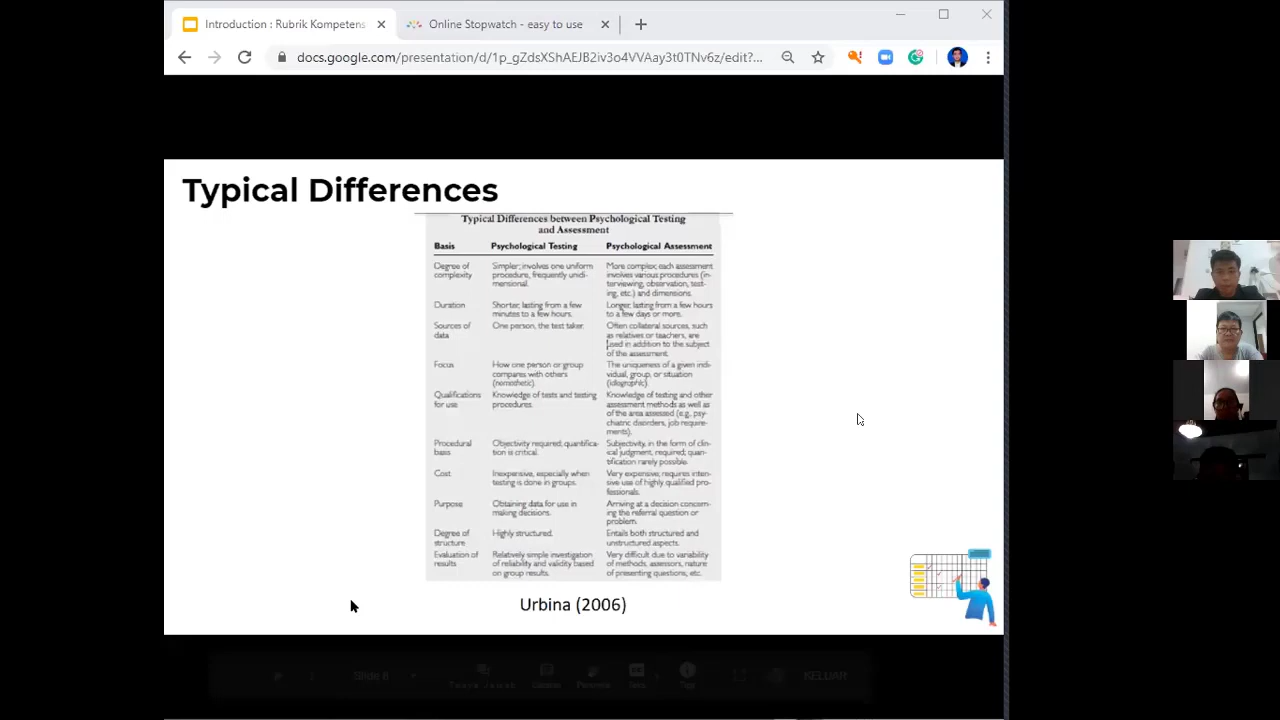 Introduction : Rubrik Kompetens
Online Stopwatch - easy to use
docs.google.com/presentation/d/1p_gZdsXShAEJB2iv3o4VVAay3t0TNv6z/edit?...
Typical Differences
Typical Differences between Psychological Testing
and Assessment
Basis Psychological Testing Psychological Assessment
Degree of
complexity
Simpler; involves one uniform
procedure, frequently unidi-
mensional.
More complex; each assessment
involves various procedures (in-
terviewing, observation, test-
ing, etc.) and dimensions.
Duration
Shorter, lasting from a few
minutes to a few hours.
Longer, lasting from a few hours
to a few days or more.
Sources of
data
One person, the test taker.
Often collateral sources, such
as relatives or teachers, are
used in addition to the subject
of the assessment.
Focus
How one person or group
compares with others
(nomothetic).
The uniqueness of a given indi-
vidual, group, or situation
(idiographic).
Qualifications
for use
Knowledge of tests and testing
procedures.
Knowledge of testing and other
assessment methods as well as
of the area assessed (e.g., psy-
chiatric disorders, job require-
ments).
Procedural
basis
Objectivity required; quantifica-
tion is critical.
Subjectivity, in the form of clin-
ical judgment, required; quan-
tification rarely possible.
Cost
Inexpensive, especially when
testing is done in groups.
Very expensive; requires inten-
sive use of highly qualified pro-
fessionals.
Purpose
Obtaining data for use in
making decisions.
Arriving at a decision concern-
ing the referral question or
problem.
Degree of
structure
Highly structured.
Entails both structured and
unstructured aspects.
Evaluation of
results
Relatively simple investigation
of reliability and validity based
on group results.
Very difficult due to variability
of methods, assessors, nature
of presenting questions, etc.
Urbina (2006)
Slide 8
Tanya Jawab
KELUAR